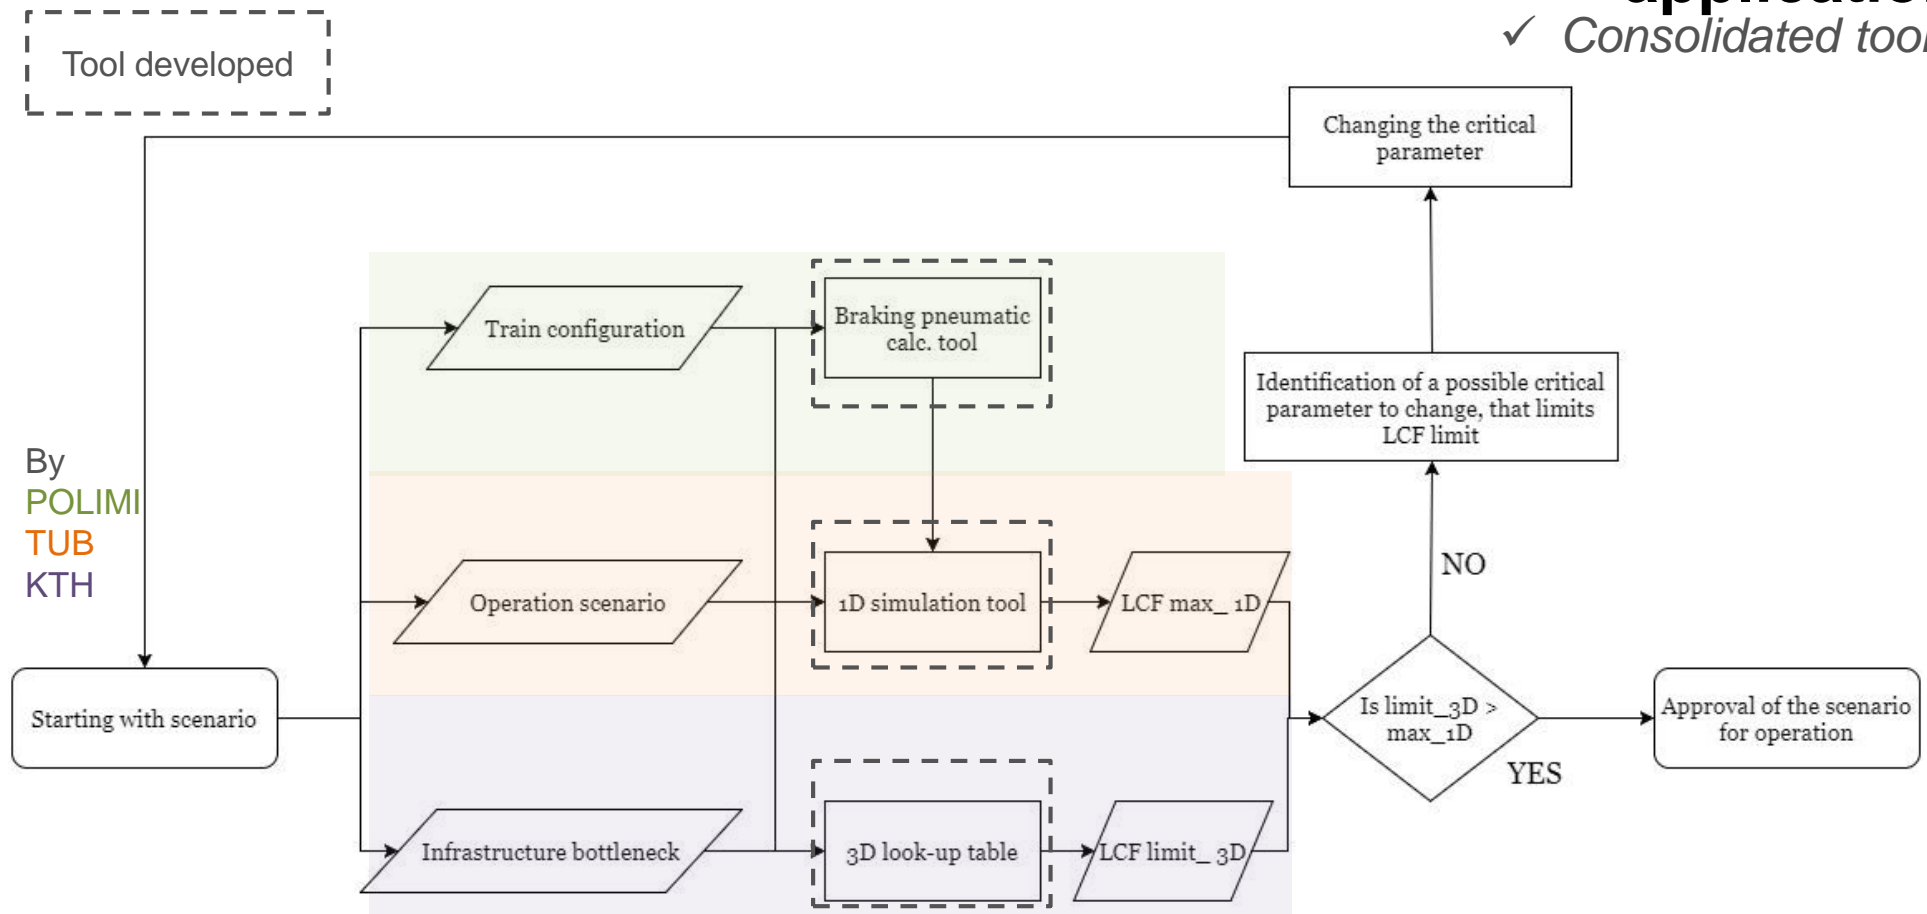 Consolidated tool
Tool developed
Changing the critical
parameter
Train configuration
Braking pneumatic
calc. tool
Identification of a possible critical
parameter to change, that limits
LCF limit
By
POLIMI
TUB
KTH
NO
Operation scenario
1D simulation tool
LCF max_ 1D
Starting with scenario
Is limit_3D >
max_1D
Approval of the scenario
for operation
YES
Infrastructure bottleneck
3D look-up table
LCF limit_ 3D